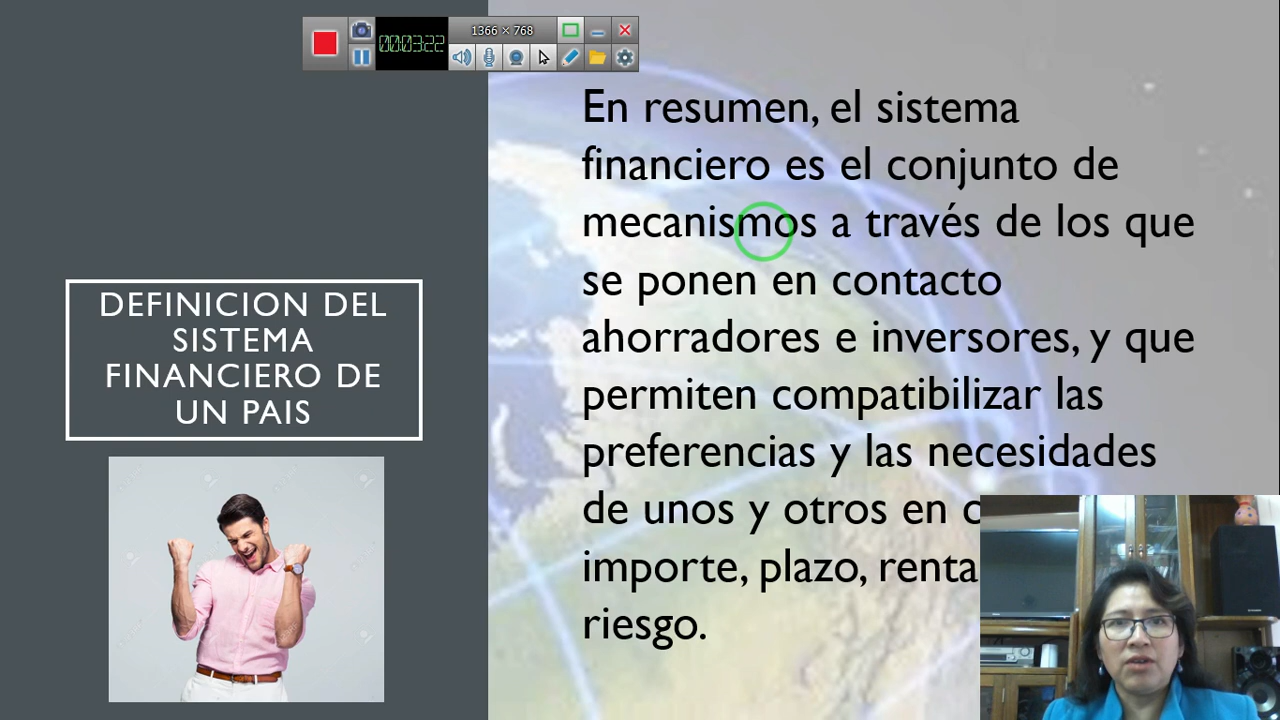 00:03:22
1366 × 768
En resumen, el sistema
financiero es el conjunto de
mecanismos a través de los que
se ponen en contacto
ahorradores e inversores, y que
permiten compatibilizar las
preferencias y las necesidades
de unos y otros en
importe, plazo,
riesgo.
DEFINICION DEL
SISTEMA
FINANCIERO DE
UN PAIS